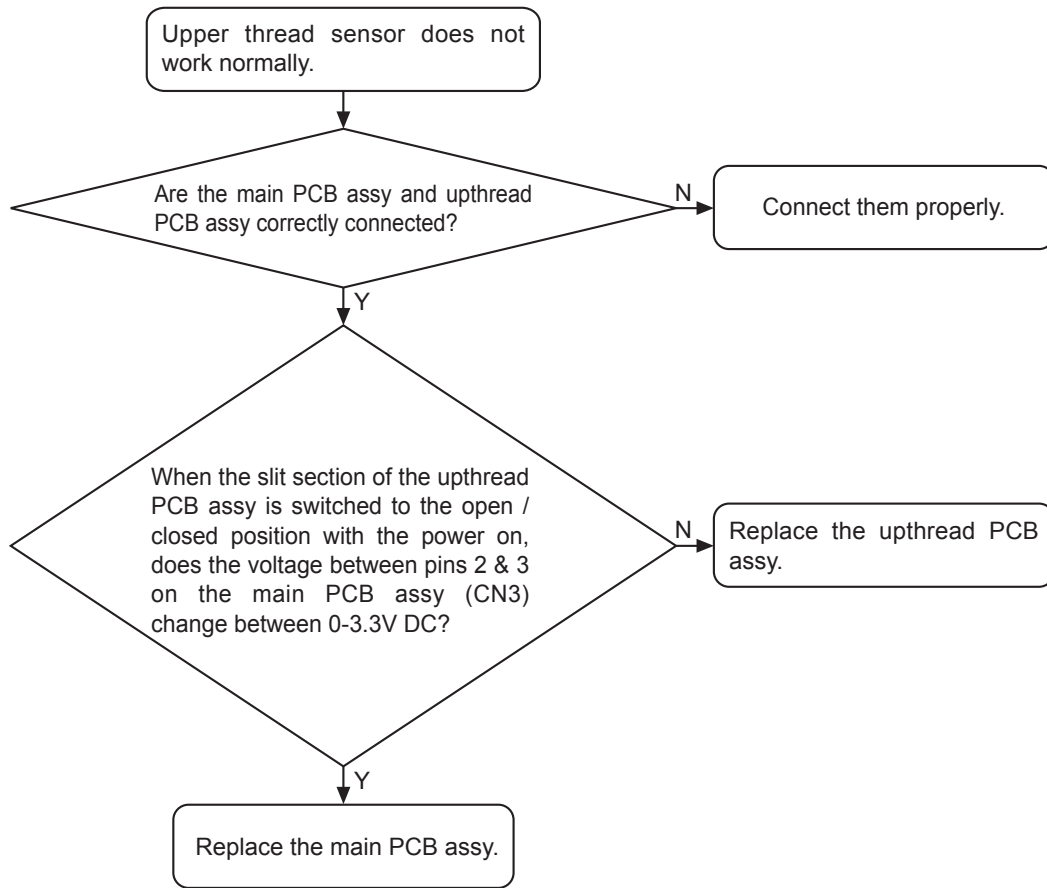 Upper thread sensor does not
work normally.
Are the main PCB assy and upthread
PCB assy correctly connected?
N
Connect them properly.
Y
When the slit section of the upthread
PCB assy is switched to the open /
closed position with the power on,
does the voltage between pins 2 & 3
on the main PCB assy (CN3)
change between 0-3.3V DC?
N
Replace the upthread PCB
assy.
Y
Replace the main PCB assy.